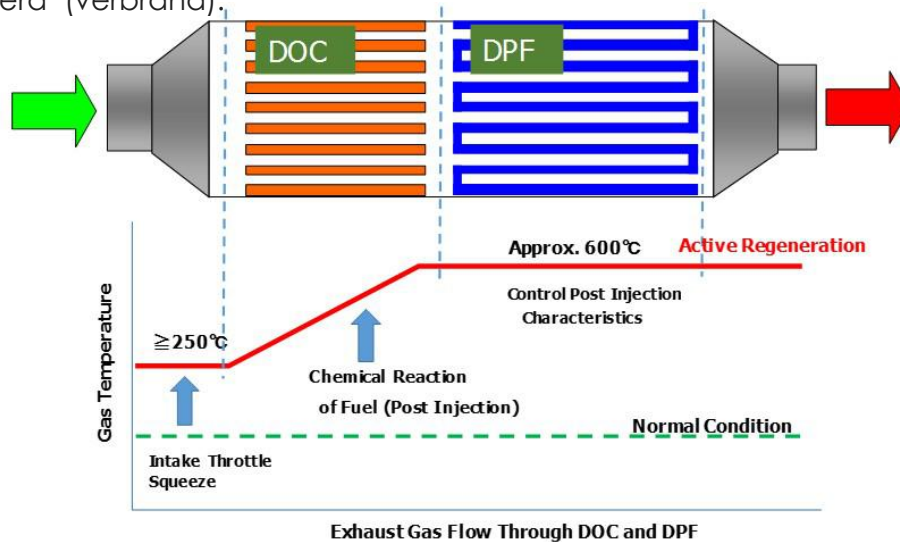 (verbrand).
DOC
DPF
Approx. 600℃
Active Regeneration
Control Post Injection
Characteristics
≧250℃
Chemical Reaction
of Fuel (Post Injection)
Gas Temperature
Normal Condition
Intake Throttle
Squeeze
Exhaust Gas Flow Through DOC and DPF